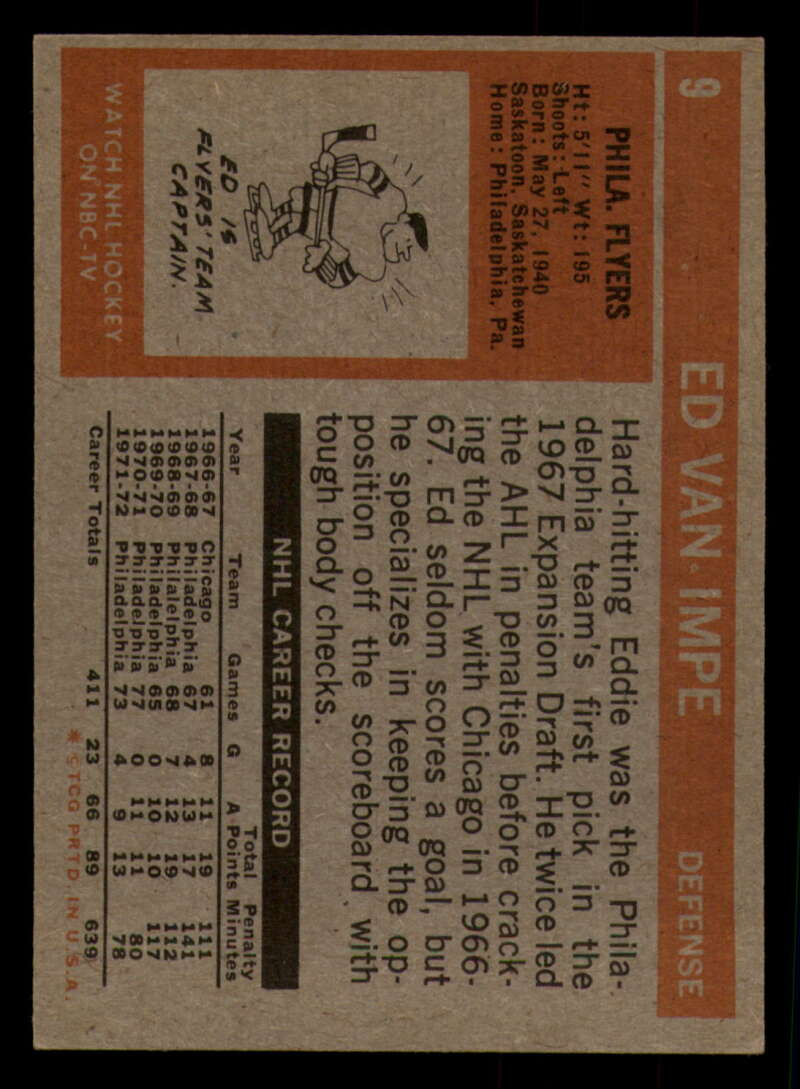 9 ED VAN IMPE DEFENSE
PHILA. FLYERS
Ht: 5'11" Wt: 195
Shoots: Left
Born: May 27, 1940
Saskatoon, Saskatchewan
Home: Philadelphia, Pa.
ED IS
FLYERS' TEAM
CAPTAIN.
WATCH NHL HOCKEY
ON NBC-TV
Hard-hitting Eddie was the Phila-
delphia team's first pick in the
1967 Expansion Draft. He twice led
the AHL in penalties before crack-
ing the NHL with Chicago in 1966-
67. Ed seldom scores a goal, but
he specializes in keeping the op-
position off the scoreboard with
tough body checks.
NHL CAREER RECORD
Total Penalty
Year Team Games G A Points Minutes
1966-67 Chicago 61 8 11 19 111
1967-68 Philadelphia 67 4 13 17 141
1968-69 Philalelphia 68 7 12 19 112
1969-70 Philadelphia 65 0 10 10 117
1970-71 Philadelphia 77 0 11 11 80
1971-72 Philadelphia 73 4 9 13 78
Career Totals 411 23 66 89 639
* ©TCG PRTD. IN U.S.A.